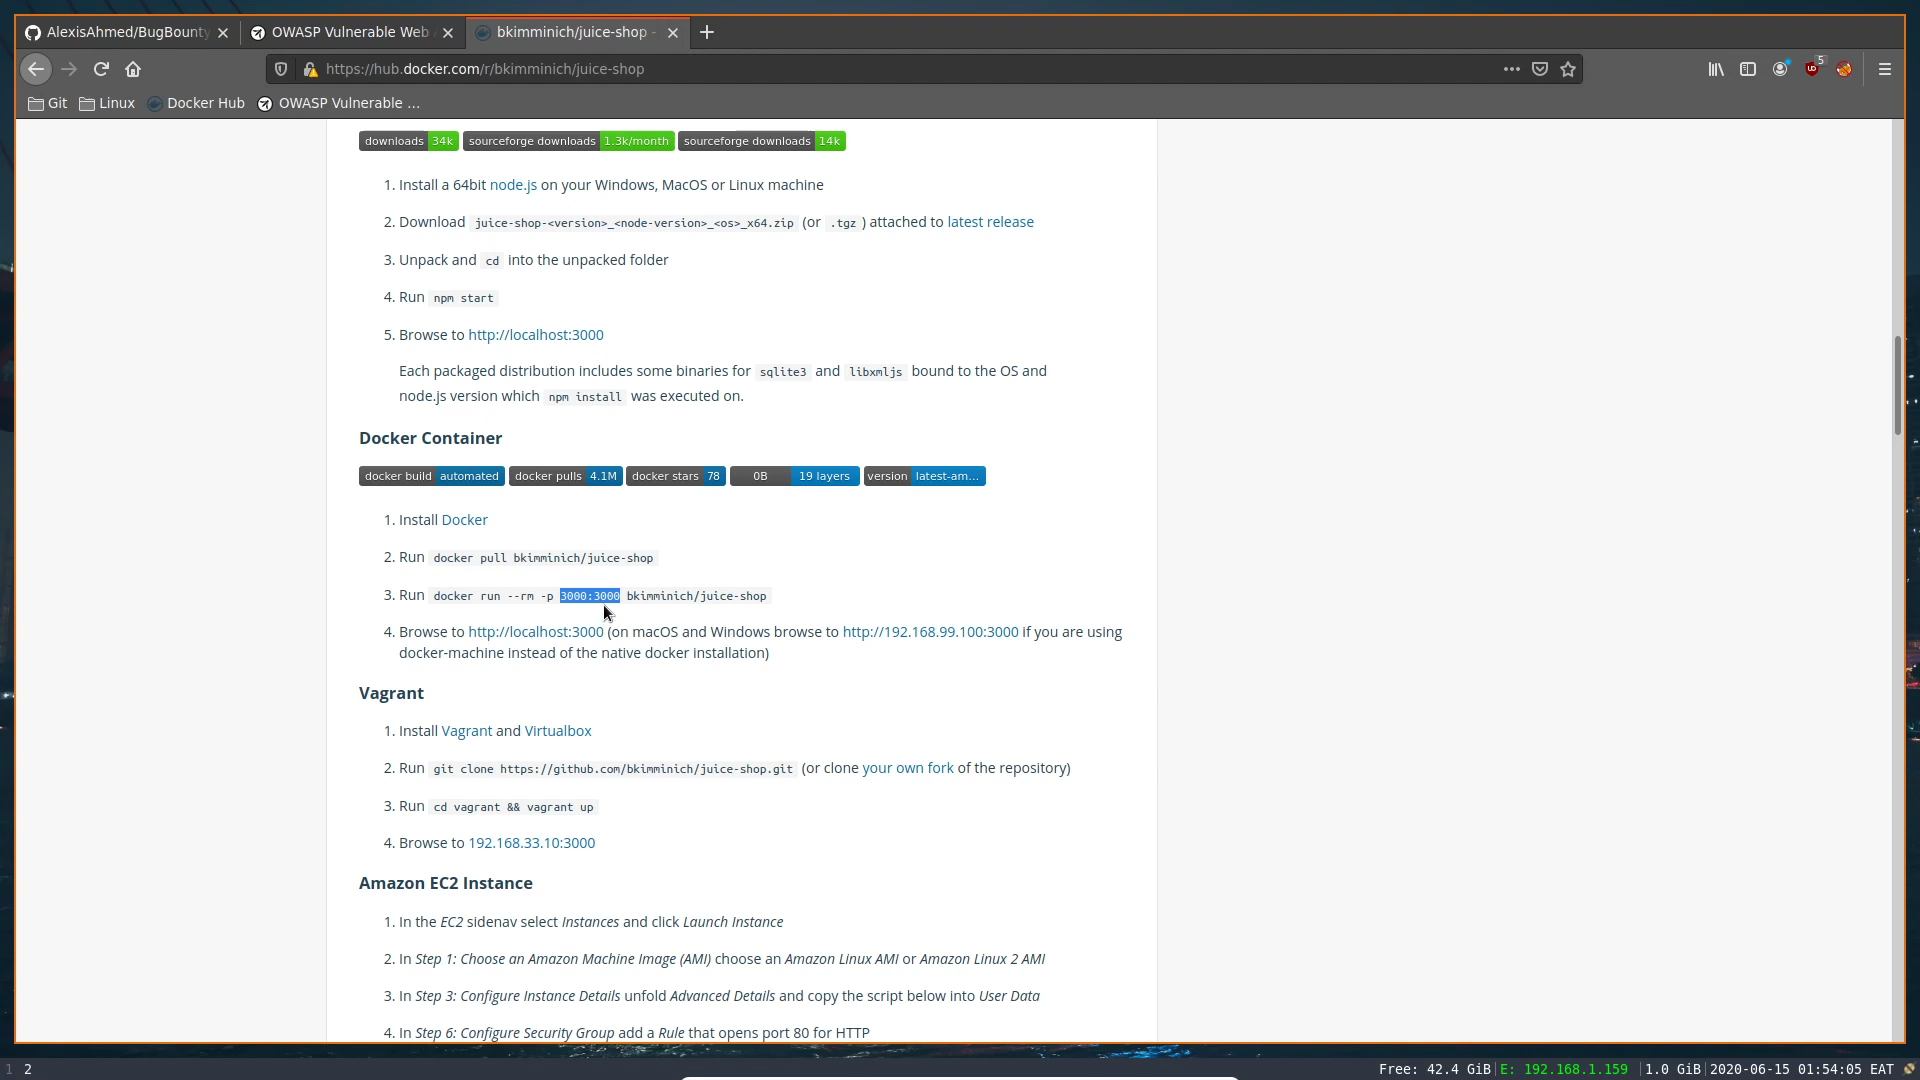 AlexisAhmed/BugBounty
OWASP Vulnerable Web
bkimminich/juice-shop -
https://hub.docker.com/r/bkimminich/juice-shop
5
Git Linux Docker Hub OWASP Vulnerable ...
downloads 34k sourceforge downloads 1.3k/month sourceforge downloads 14k
1. Install a 64bit node.js on your Windows, MacOS or Linux machine
2. Download juice-shop-<version>_<node-version>_<os>_x64.zip (or .tgz ) attached to latest release
3. Unpack and cd into the unpacked folder
4. Run npm start
5. Browse to http://localhost:3000
Each packaged distribution includes some binaries for sqlite3 and libxmljs bound to the OS and
node.js version which npm install was executed on.
Docker Container
docker build automated docker pulls 4.1M docker stars 78 0B 19 layers version latest-am...
1. Install Docker
2. Run docker pull bkimminich/juice-shop
3. Run docker run --rm -p 3000:3000 bkimminich/juice-shop
4. Browse to http://localhost:3000 (on macOS and Windows browse to http://192.168.99.100:3000 if you are using
docker-machine instead of the native docker installation)
Vagrant
1. Install Vagrant and Virtualbox
2. Run git clone https://github.com/bkimminich/juice-shop.git (or clone your own fork of the repository)
3. Run cd vagrant && vagrant up
4. Browse to 192.168.33.10:3000
Amazon EC2 Instance
1. In the EC2 sidenav select Instances and click Launch Instance
2. In Step 1: Choose an Amazon Machine Image (AMI) choose an Amazon Linux AMI or Amazon Linux 2 AMI
3. In Step 3: Configure Instance Details unfold Advanced Details and copy the script below into User Data
4. In Step 6: Configure Security Group add a Rule that opens port 80 for HTTP
1 2 Free: 42.4 GiB|E: 192.168.1.159 |1.0 GiB|2020-06-15 01:54:05 EAT